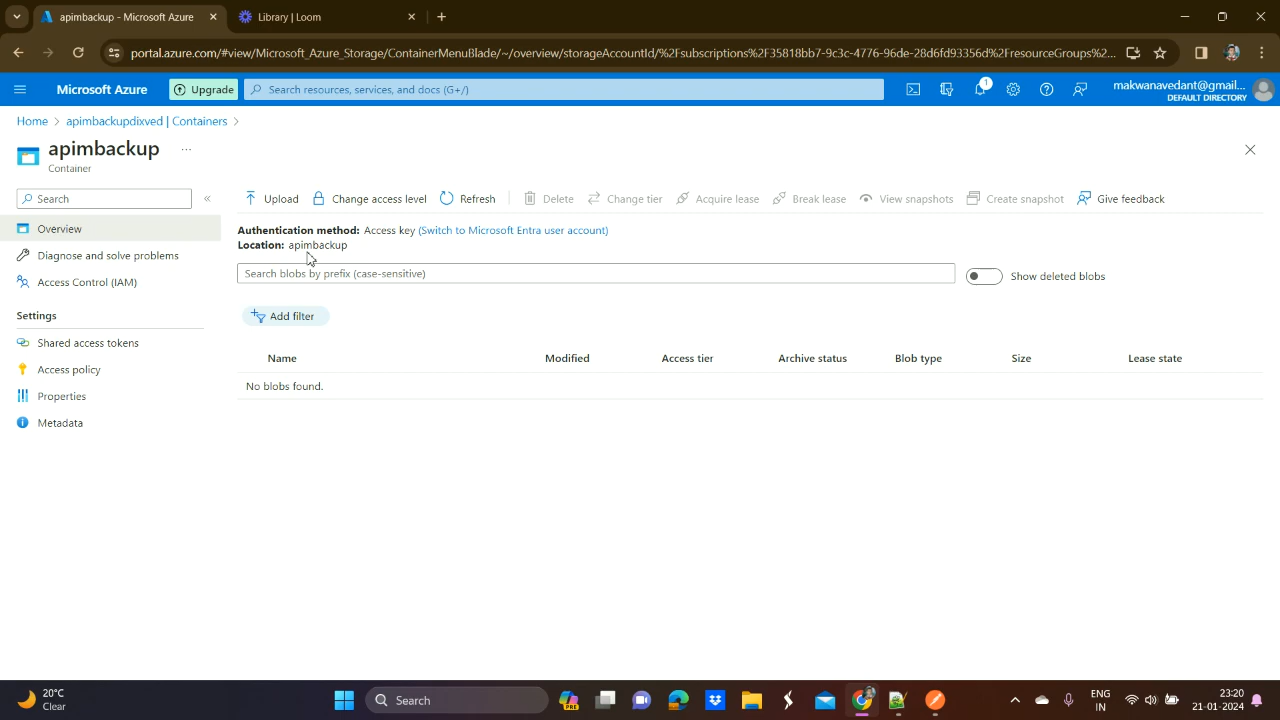 apimbackup - Microsoft Azure
Library | Loom
portal.azure.com/#view/Microsoft_Azure_Storage/ContainerMenuBlade/~/overview/storageAccountId/%2Fsubscriptions%2F35818bb7-9c3c-4776-96de-28d6fd93356d%2FresourceGroups%2...
Microsoft Azure
Upgrade
Search resources, services, and docs (G+/)
1
makwanavedant@gmail...
DEFAULT DIRECTORY
Home > apimbackupdixved | Containers >
apimbackup ...
Container
Search
«
Upload
Change access level
Refresh
Delete
Change tier
Acquire lease
Break lease
View snapshots
Create snapshot
Give feedback
Overview
Diagnose and solve problems
Access Control (IAM)
Settings
Shared access tokens
Access policy
Properties
Metadata
Authentication method: Access key (Switch to Microsoft Entra user account)
Location: apimbackup
Search blobs by prefix (case-sensitive)
Show deleted blobs
Add filter
Name Modified Access tier Archive status Blob type Size Lease state
No blobs found.
20°C
Clear
Search
PRE
ENG
IN
23:20
21-01-2024